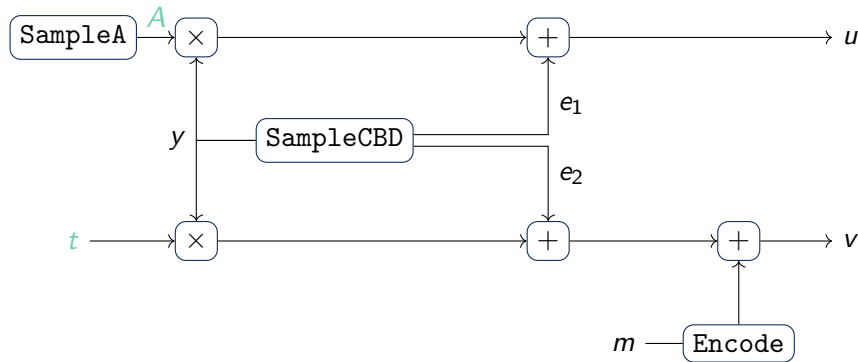 A
SampleA × + u
e1
y SampleCBD
e2
t × + + v
m Encode